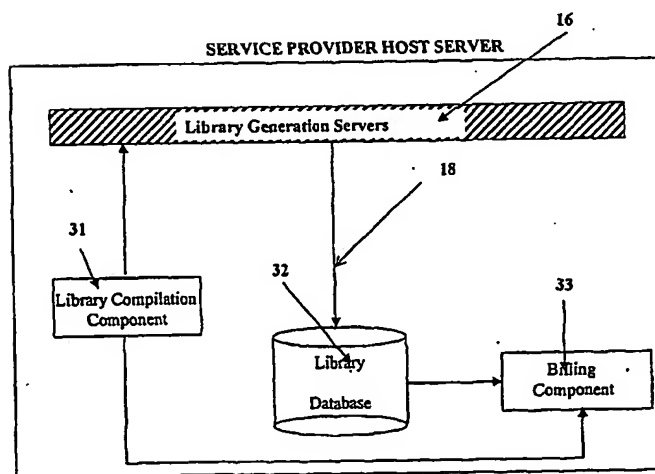 16
SERVICE PROVIDER HOST SERVER
Library Generation Servers
18
31
32
33
Library Compilation
Component
Library
Database
Billing
Component